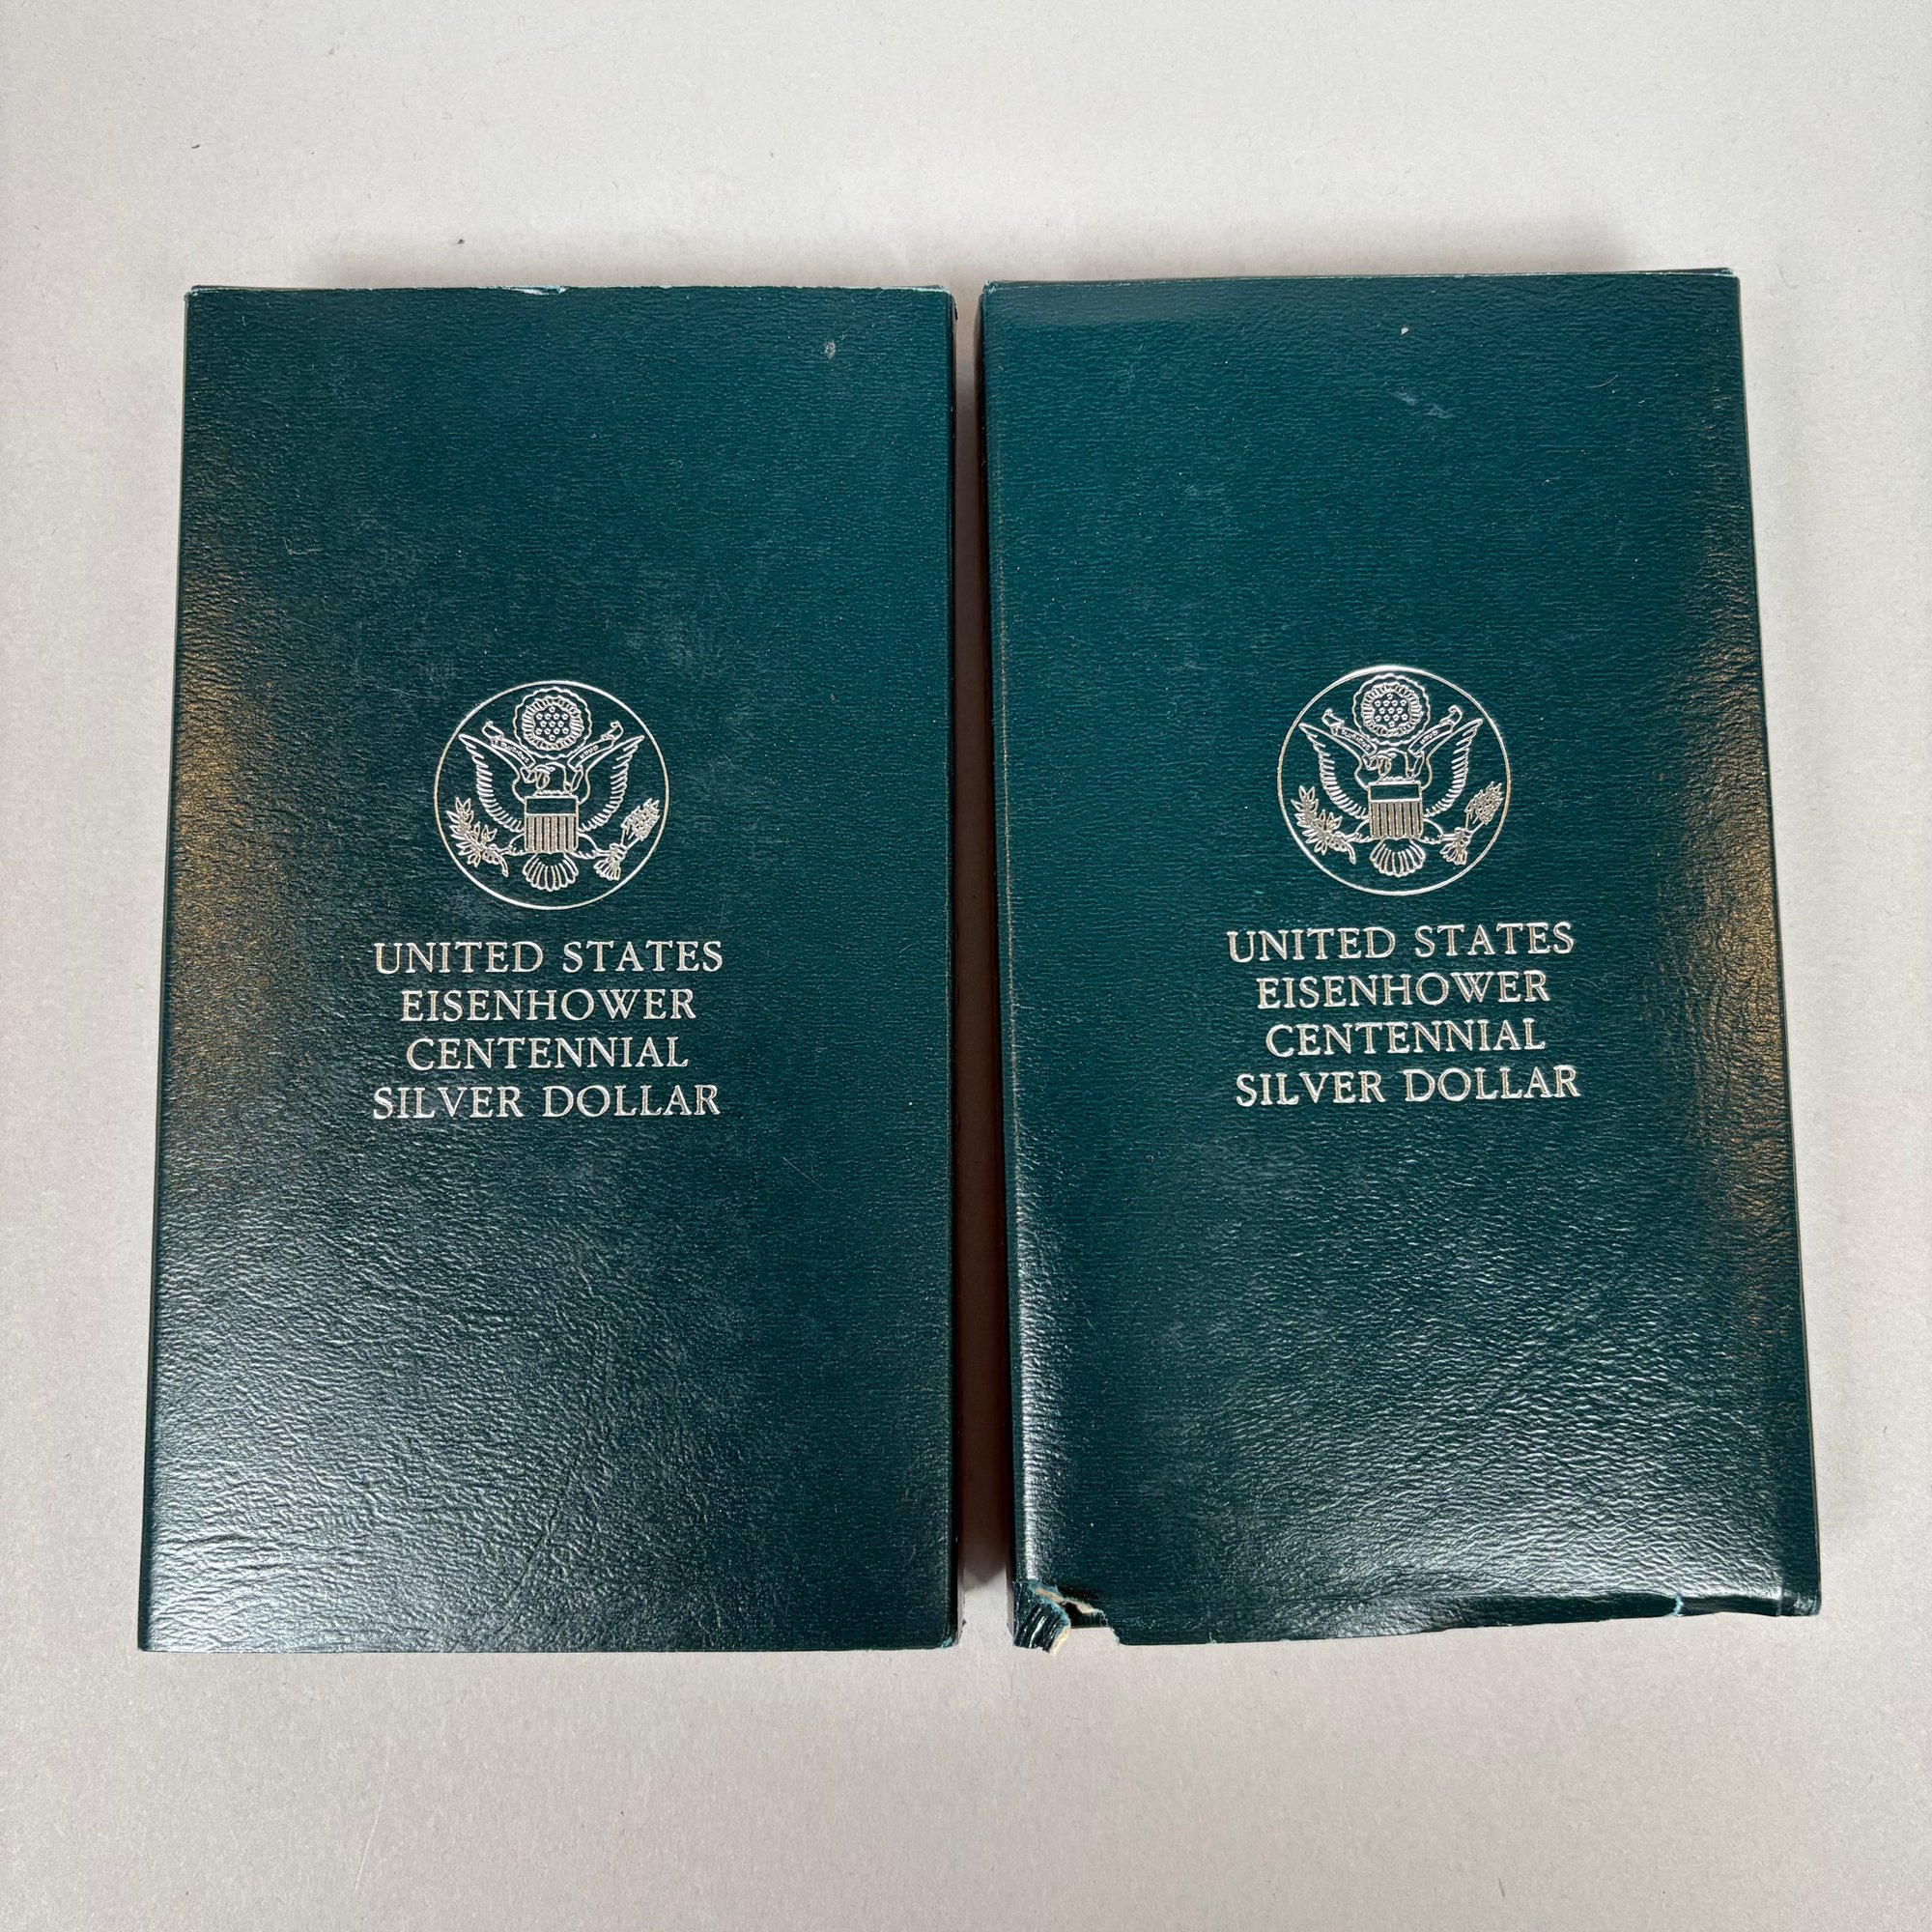 UNITED STATES
EISENHOWER
CENTENNIAL
SILVER DOLLAR
UNITED STATES
EISENHOWER
CENTENNIAL
SILVER DOLLAR